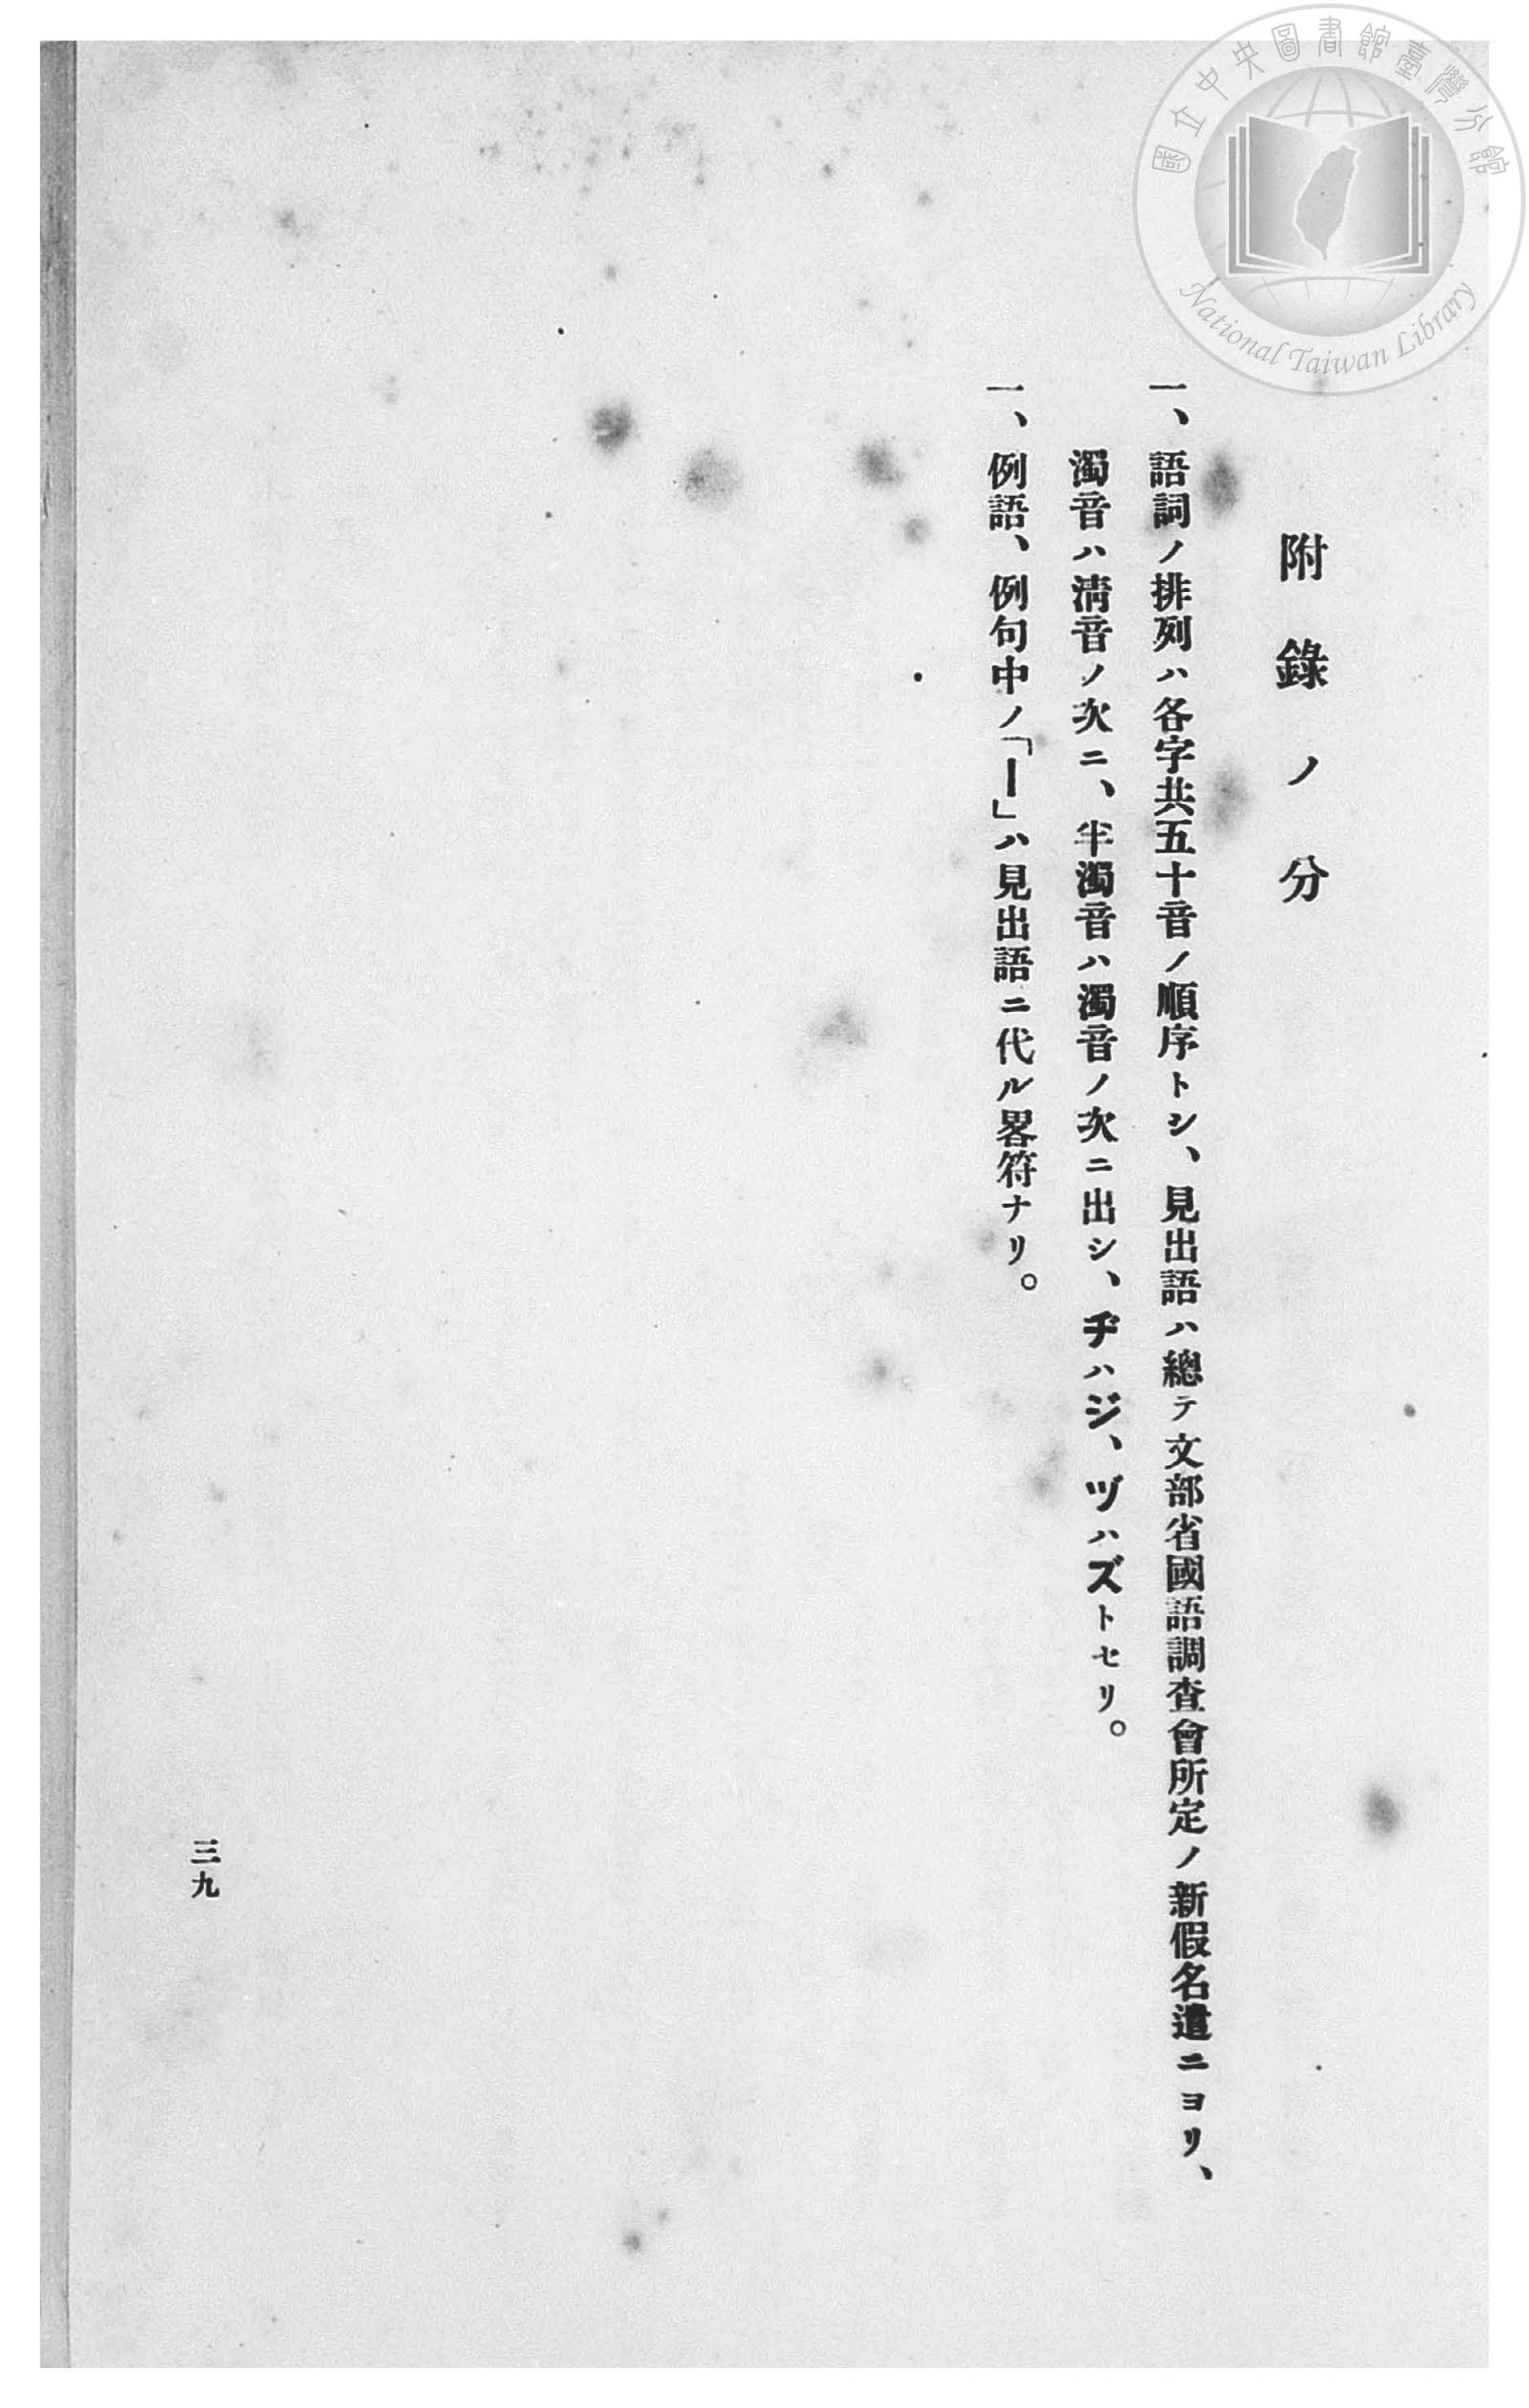 國立中央圖書館臺灣分館
National Taiwan Library
附錄ノ分
一、語詞ノ排列ハ各字共五十音ノ順序トシ、見出語ハ總テ文部省國語調査會所定ノ新假名遣ニヨリ、
濁音ハ淸音ノ次ニ、半濁音ハ濁音ノ次ニ出シ、ヂハジ、ヅハズトセリ。
一、例語、例句中ノ「ー」ハ見出語ニ代ル畧符ナリ。
三九